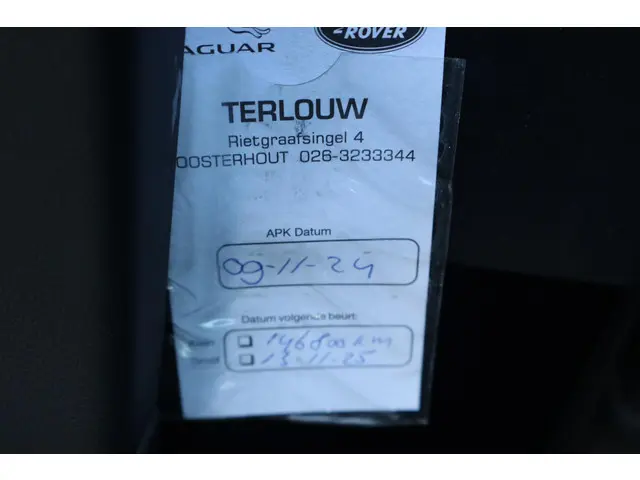 AGUAR
ROVER
TERLOUW
Rietgraafsingel 4
OOSTERHOUT 026-3233344
APK Datum
09-11-24
Datum volgende beurt:
146800 km
13-11-25